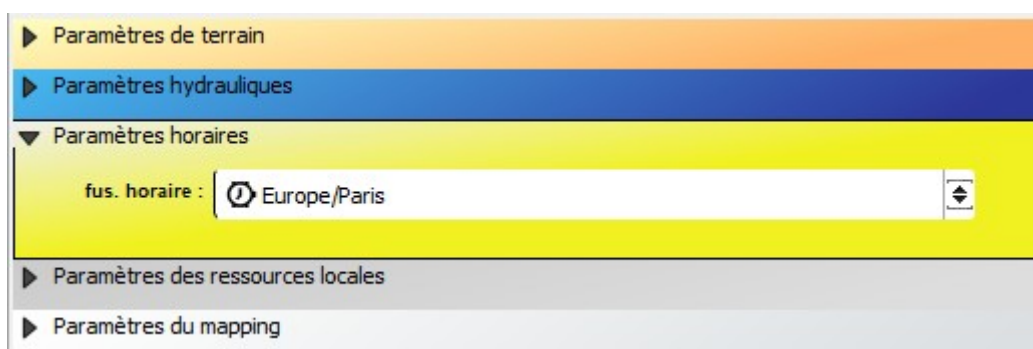 Paramètres de terrain
Paramètres hydrauliques
Paramètres horaires
fus. horaire : Europe/Paris
Paramètres des ressources locales
Paramètres du mapping